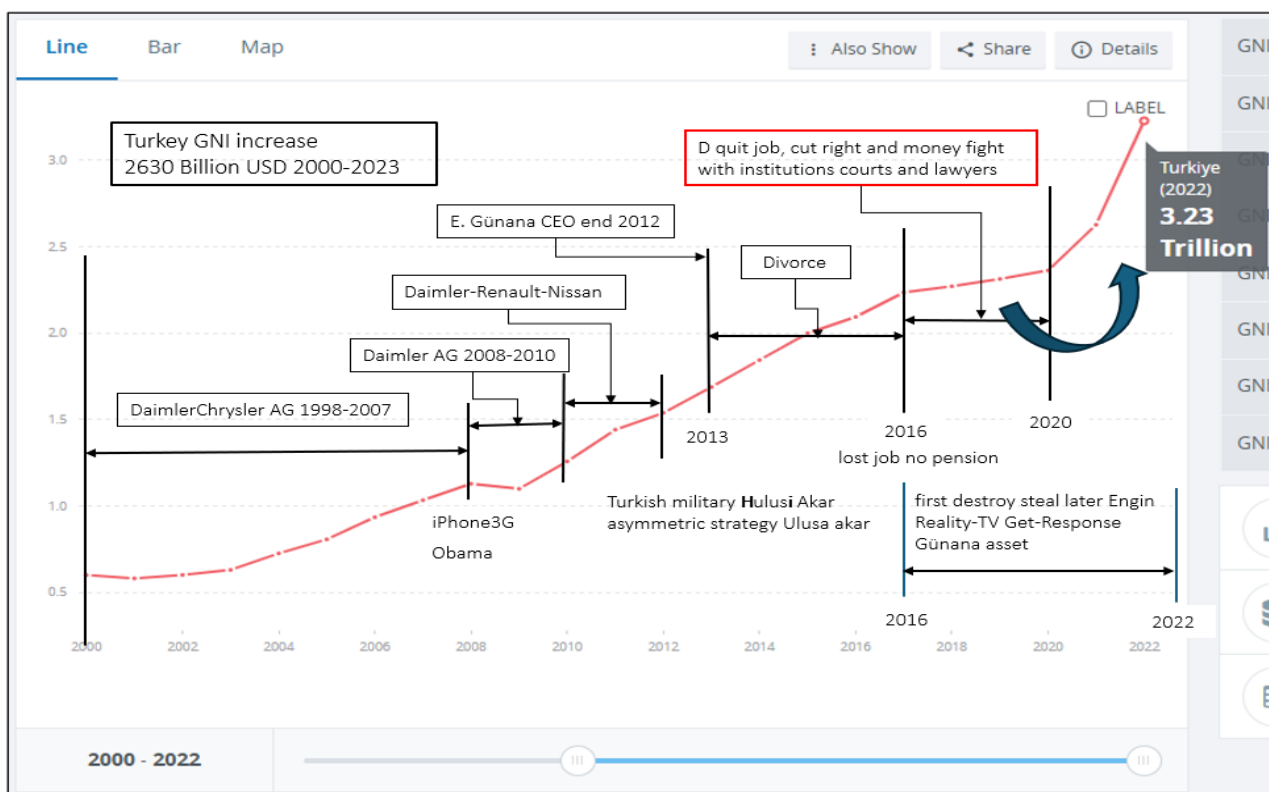 Line
Bar
Map
Also Show
Share
Details
GNI
GNI
GNI
GNI
GNI
GNI
GNI
GNI
LABEL
Turkey GNI increase
2630 Billion USD 2000-2023
D quit job, cut right and money fight
with institutions courts and lawyers
Turkiye
(2022)
3.23
Trillion
E. Günana CEO end 2012
Divorce
Daimler-Renault-Nissan
Daimler AG 2008-2010
DaimlerChrysler AG 1998-2007
3.0
2.5
2.0
1.5
1.0
0.5
2013
2016
2020
lost job no pension
iPhone3G
Obama
Turkish military Hulusi Akar
asymmetric strategy Ulusa akar
first destroy steal later Engin
Reality-TV Get-Response
Günana asset
2016
2022
2000
2002
2004
2006
2008
2010
2012
2014
2016
2018
2020
2022
2000 - 2022